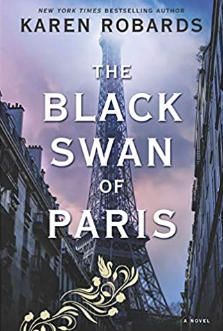 NEW YORK TIMES BESTSELLING AUTHOR
KAREN ROBARDS
THE
BLACK
SWAN
OF
PARIS
A NOVEL